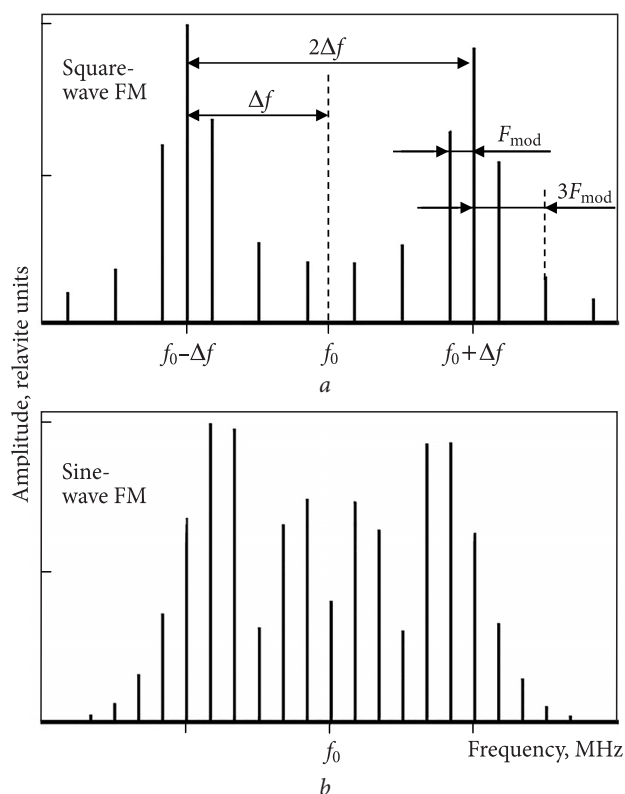 Square-
wave FM
2Δf
Δf
F_mod
3F_mod
f₀–Δf
f₀
f₀+Δf
a
Amplitude, relavite units
Sine-
wave FM
f₀
Frequency, MHz
b